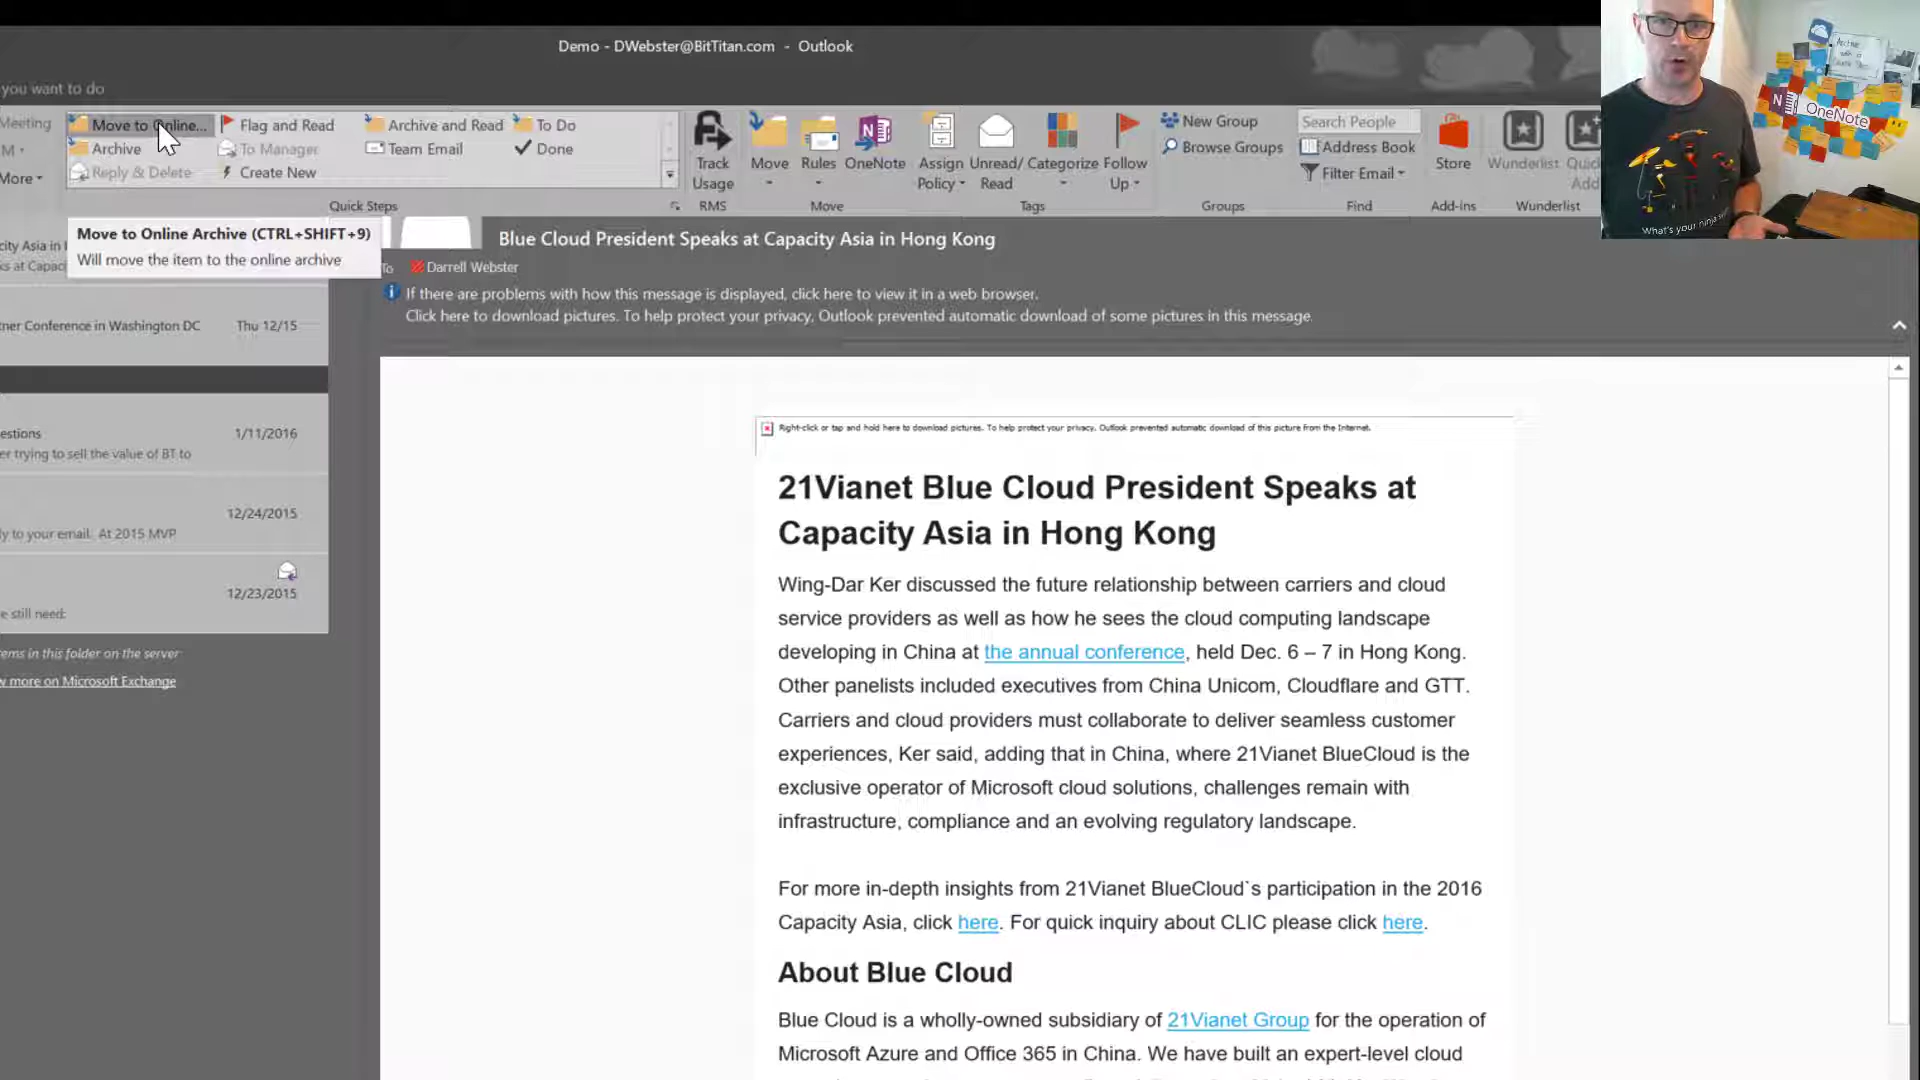 Demo - DWebster@BitTitan.com - Outlook
you want to do
Meeting
M
More
Move to Online...
Archive
Reply & Delete
Flag and Read
To Manager
Create New
Archive and Read
Team Email
To Do
Done
Quick Steps
Track Usage
RMS
Move
Rules
OneNote
Move
Assign Policy
Unread/ Read
Categorize
Follow Up
Tags
New Group
Browse Groups
Groups
Search People
Address Book
Filter Email
Find
Store
Add-ins
Wunderlist
Quick Add
Wunderlist
OneNote
What's your ninja
Move to Online Archive (CTRL+SHIFT+9)
Will move the item to the online archive
Blue Cloud President Speaks at Capacity Asia in Hong Kong
To Darrell Webster
If there are problems with how this message is displayed, click here to view it in a web browser.
Click here to download pictures. To help protect your privacy, Outlook prevented automatic download of some pictures in this message.
city Asia in
ks at Capac
ner Conference in Washington DC Thu 12/15
estions 1/11/2016
er trying to sell the value of BT to
12/24/2015
ly to your email. At 2015 MVP
12/23/2015
e still need:
ems in this folder on the server
w more on Microsoft Exchange
Right-click or tap and hold here to download pictures. To help protect your privacy, Outlook prevented automatic download of this picture from the Internet.
21Vianet Blue Cloud President Speaks at
Capacity Asia in Hong Kong
Wing-Dar Ker discussed the future relationship between carriers and cloud
service providers as well as how he sees the cloud computing landscape
developing in China at the annual conference, held Dec. 6 – 7 in Hong Kong.
Other panelists included executives from China Unicom, Cloudflare and GTT.
Carriers and cloud providers must collaborate to deliver seamless customer
experiences, Ker said, adding that in China, where 21Vianet BlueCloud is the
exclusive operator of Microsoft cloud solutions, challenges remain with
infrastructure, compliance and an evolving regulatory landscape.
For more in-depth insights from 21Vianet BlueCloud`s participation in the 2016
Capacity Asia, click here. For quick inquiry about CLIC please click here.
About Blue Cloud
Blue Cloud is a wholly-owned subsidiary of 21Vianet Group for the operation of
Microsoft Azure and Office 365 in China. We have built an expert-level cloud